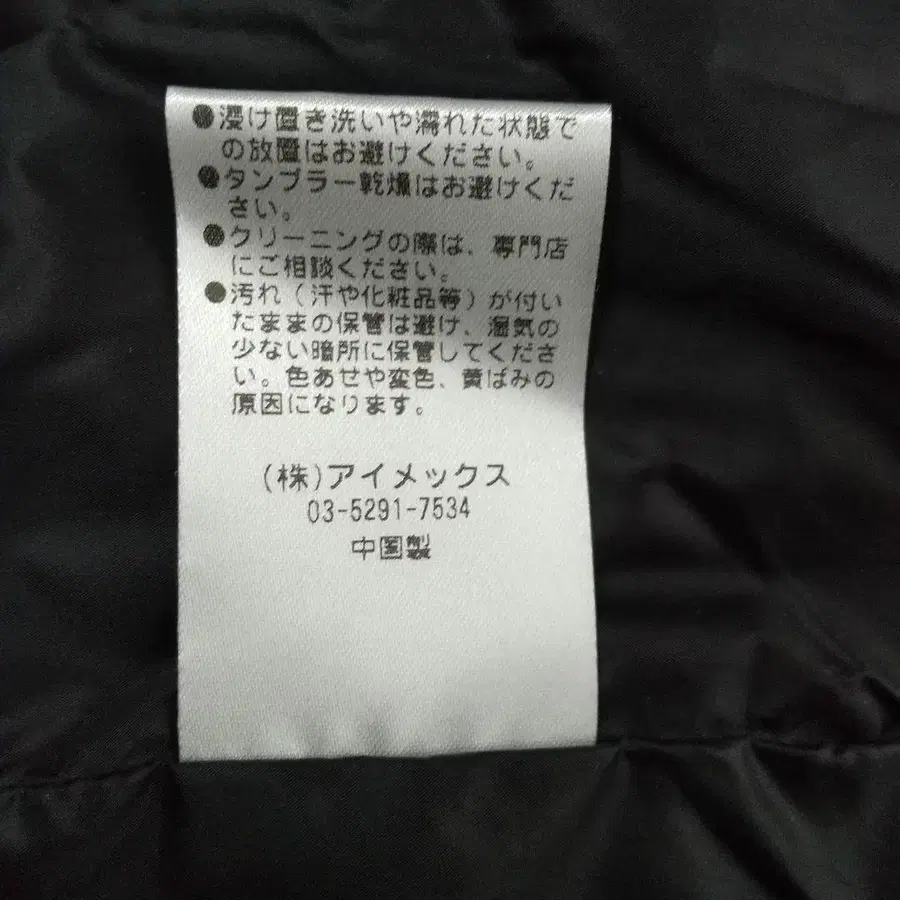 ●浸け置き洗いや濡れた状態で
の放置はお避けください。
●タンブラー乾燥はお避けくだ
さい。
●クリーニングの際は、専門店
にご相談ください。
●汚れ(汗や化粧品等)が付い
たままの保管は避け、湿気の
少ない暗所に保管してくださ
い。色あせや変色、黄ばみの
原因になります。
(株)アイメックス
03-5291-7534
中国製